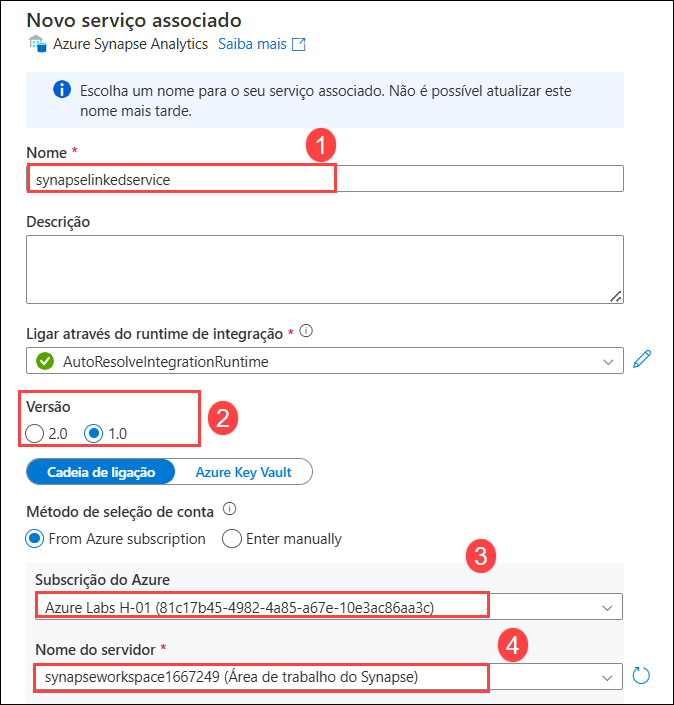 Novo serviço associado
Azure Synapse Analytics Saiba mais
Escolha um nome para o seu serviço associado. Não é possível atualizar este
nome mais tarde.
1
Nome *
synapselinkedservice
Descrição
Ligar através do runtime de integração *
AutoResolveIntegrationRuntime
Versão
2
2.0 1.0
Cadeia de ligação Azure Key Vault
Método de seleção de conta
From Azure subscription Enter manually
3
Subscrição do Azure
Azure Labs H-01 (81c17b45-4982-4a85-a67e-10e3ac86aa3c)
4
Nome do servidor *
synapseworkspace1667249 (Área de trabalho do Synapse)